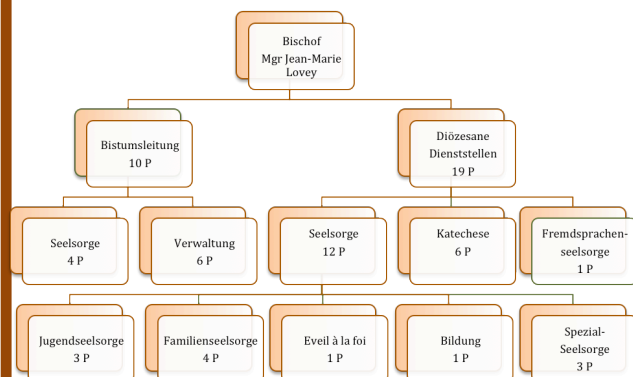 Bischof
Mgr Jean-Marie
Lovey
Bistumsleitung
10 P
Diözesane
Dienststellen
19 P
Seelsorge
4 P
Verwaltung
6 P
Seelsorge
12 P
Katechese
6 P
Fremdsprachen-
seelsorge
1 P
Jugendseelsorge
3 P
Familienseelsorge
4 P
Eveil à la foi
1 P
Bildung
1 P
Spezial-
Seelsorge
3 P